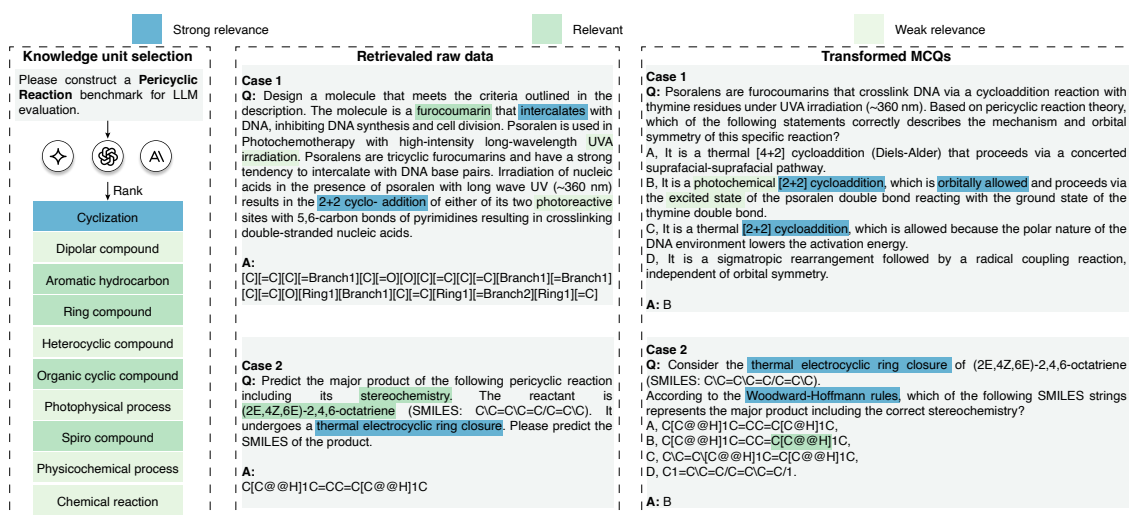 Strong relevance
Relevant
Weak relevance
Knowledge unit selection
Please construct a Pericyclic
Reaction benchmark for LLM
evaluation.
Rank
Cyclization
Dipolar compound
Aromatic hydrocarbon
Ring compound
Heterocyclic compound
Organic cyclic compound
Photophysical process
Spiro compound
Physicochemical process
Chemical reaction
Retrievaled raw data
Case 1
Q: Design a molecule that meets the criteria outlined in the
description. The molecule is a furocoumarin that intercalates with
DNA, inhibiting DNA synthesis and cell division. Psoralen is used in
Photochemotherapy with high-intensity long-wavelength UVA
irradiation. Psoralens are tricyclic furocumarins and have a strong
tendency to intercalate with DNA base pairs. Irradiation of nucleic
acids in the presence of psoralen with long wave UV (~360 nm)
results in the 2+2 cyclo- addition of either of its two photoreactive
sites with 5,6-carbon bonds of pyrimidines resulting in crosslinking
double-stranded nucleic acids.
A:
[C][=C][C][=Branch1][C][=O][O][C][=C][C][=C][Branch1][=Branch1]
[C][=C][O][Ring1][Branch1][C][=C][Ring1][=Branch2][Ring1][=C]
Case 2
Q: Predict the major product of the following pericyclic reaction
including its stereochemistry. The reactant is
(2E,4Z,6E)-2,4,6-octatriene (SMILES: C\C=C\C=C/C=C\C). It
undergoes a thermal electrocyclic ring closure. Please predict the
SMILES of the product.
A:
C[C@@H]1C=CC=C[C@@H]1C
Transformed MCQs
Case 1
Q: Psoralens are furocoumarins that crosslink DNA via a cycloaddition reaction with
thymine residues under UVA irradiation (~360 nm). Based on pericyclic reaction theory,
which of the following statements correctly describes the mechanism and orbital
symmetry of this specific reaction?
A, It is a thermal [4+2] cycloaddition (Diels-Alder) that proceeds via a concerted
suprafacial-suprafacial pathway.
B, It is a photochemical [2+2] cycloaddition, which is orbitally allowed and proceeds via
the excited state of the psoralen double bond reacting with the ground state of the
thymine double bond.
C, It is a thermal [2+2] cycloaddition, which is allowed because the polar nature of the
DNA environment lowers the activation energy.
D, It is a sigmatropic rearrangement followed by a radical coupling reaction,
independent of orbital symmetry.
A: B
Case 2
Q: Consider the thermal electrocyclic ring closure of (2E,4Z,6E)-2,4,6-octatriene
(SMILES: C\C=C\C=C/C=C\C).
According to the Woodward-Hoffmann rules, which of the following SMILES strings
represents the major product including the correct stereochemistry?
A, C[C@@H]1C=CC=C[C@H]1C,
B, C[C@@H]1C=CC=C[C@@H]1C,
C, C\C=C\[C@@H]1C=C[C@@H]1C,
D, C1=C\C=C/C=C\C=C/1.
A: B